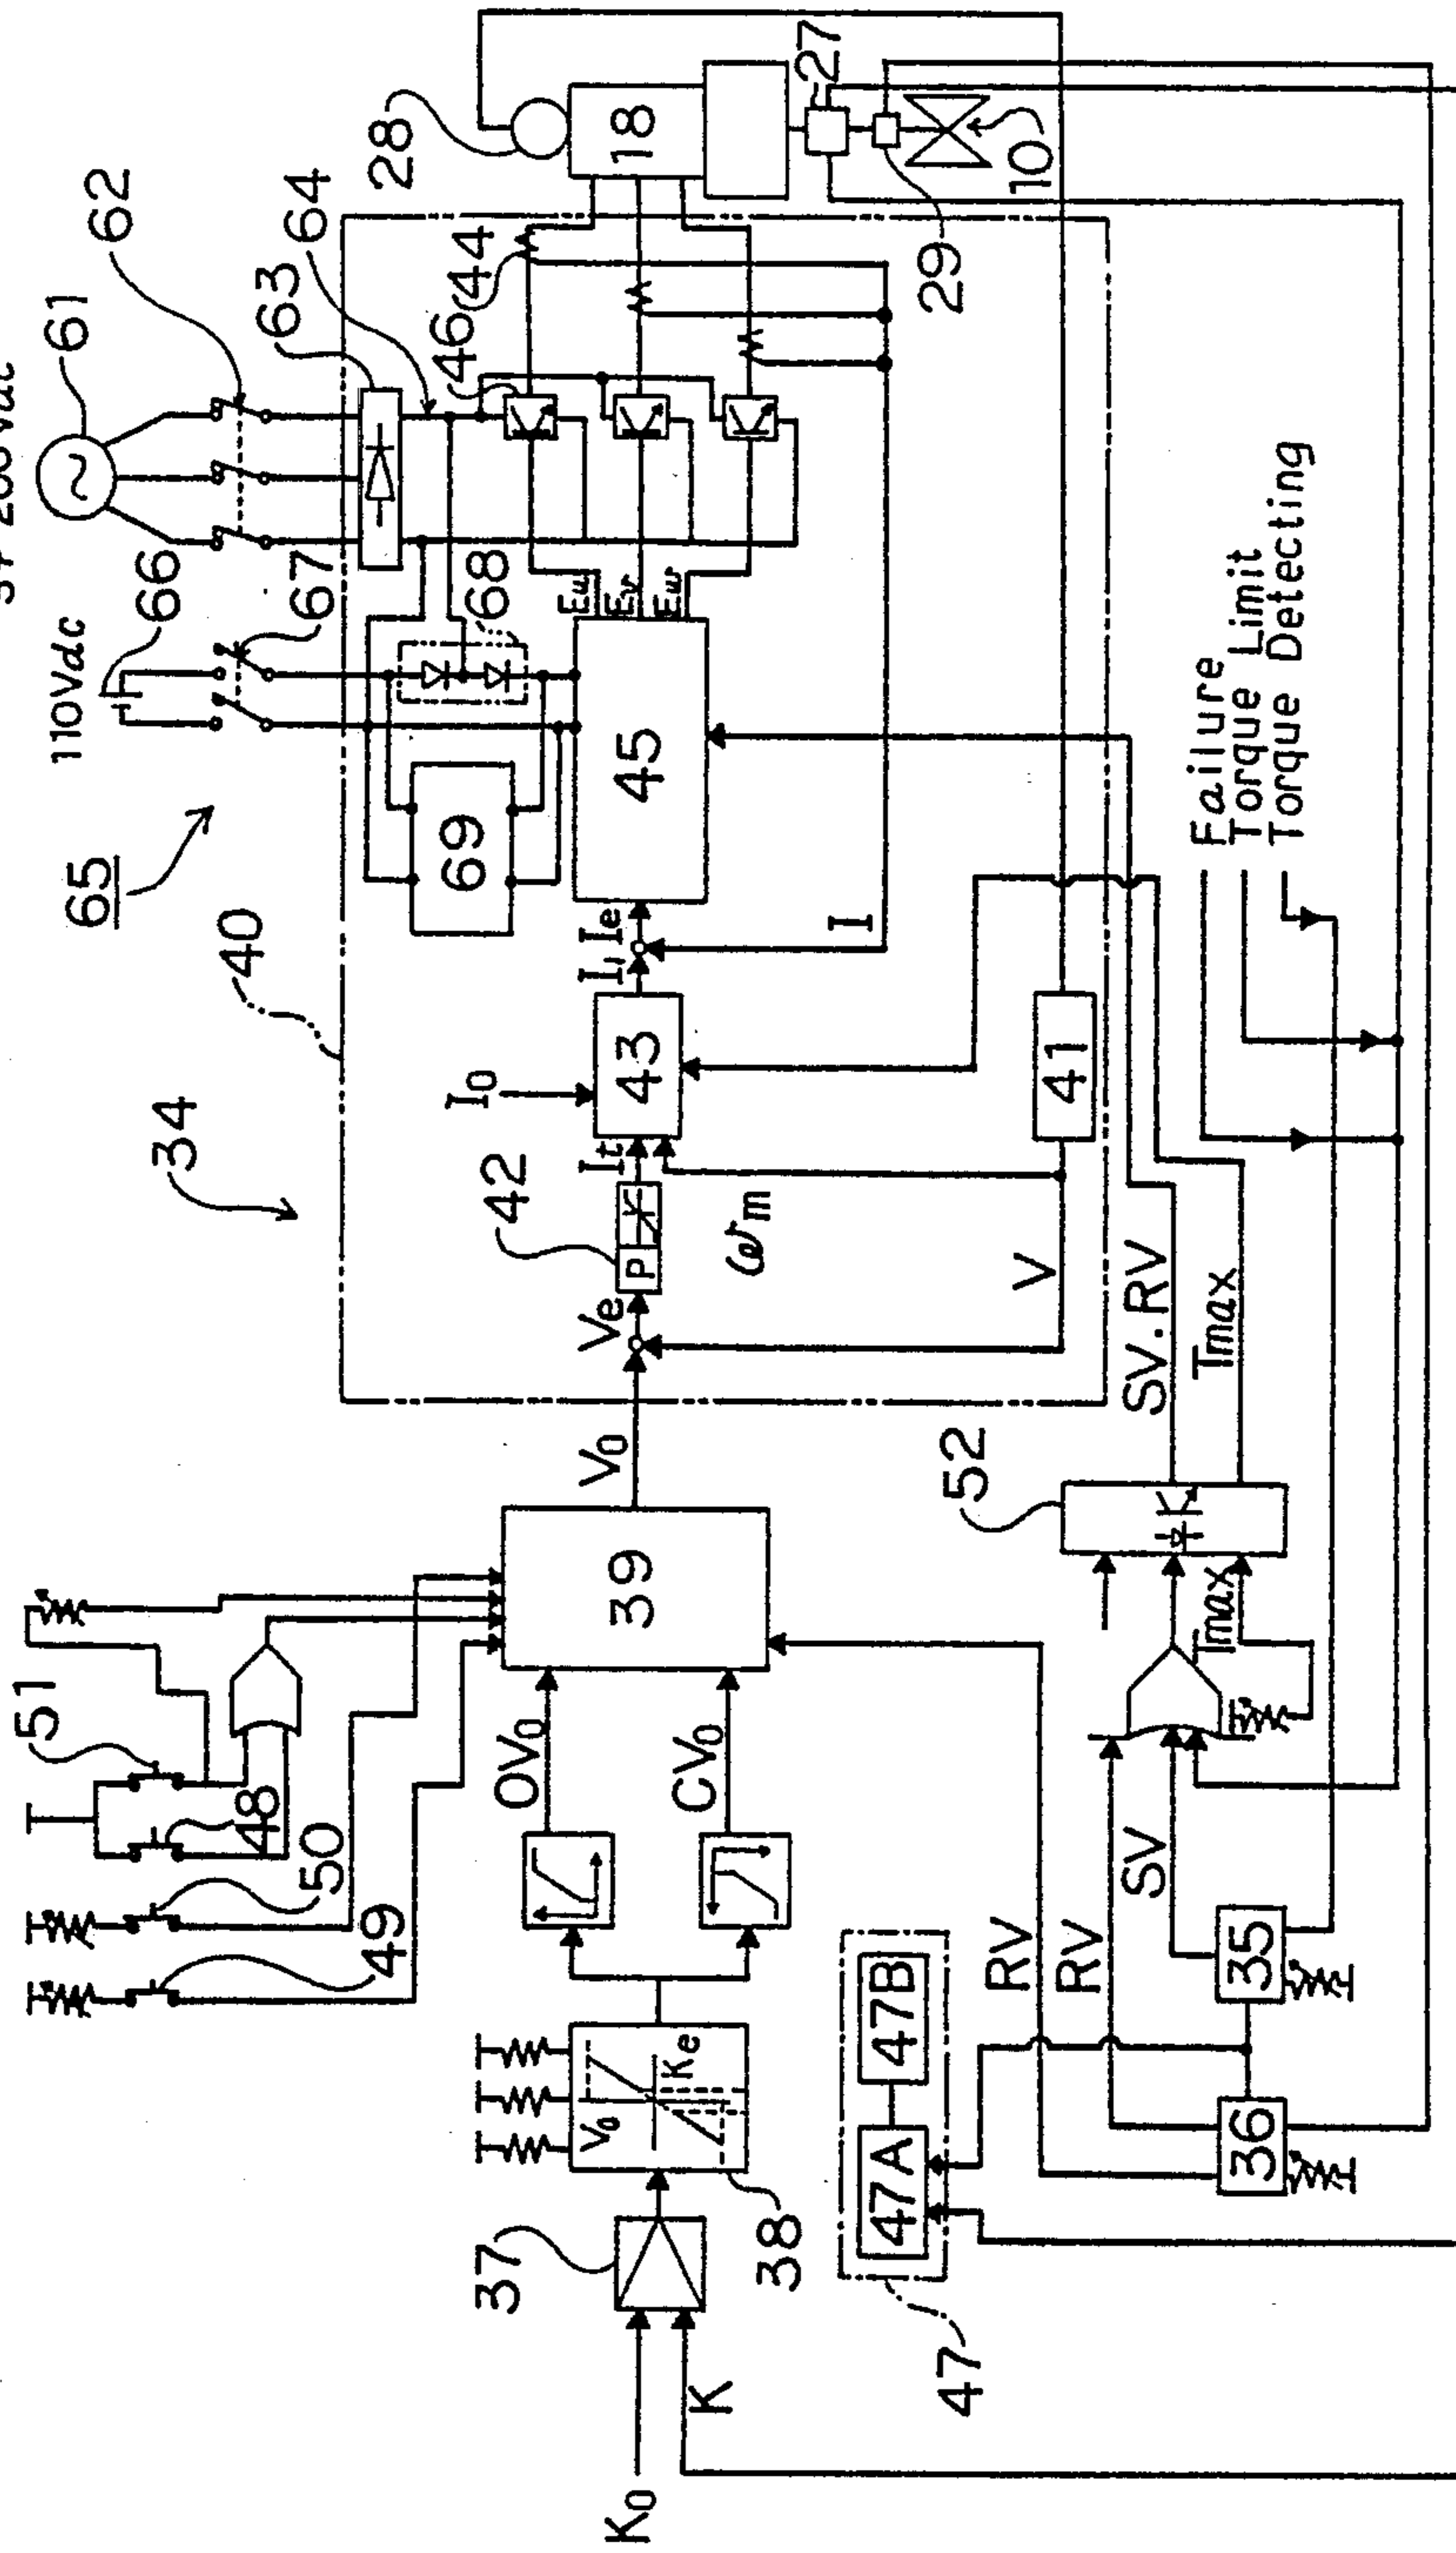 3φ 200Vac
61
62
110Vdc
66
67
63
64
65
28
18
27
10
29
46
44
68
Eu
Ev
Ew
69
45
40
34
Failure
Torque Limit
Torque Detecting
I
Ie
I,
I0
43
41
42
It
P
ωm
Ve
V
V0
SV.RV
Tmax
52
39
51
48
50
49
OV0
CV0
Tmax
SV
RV
RV
35
36
47B
47A
47
V0
Ke
37
38
K0
K